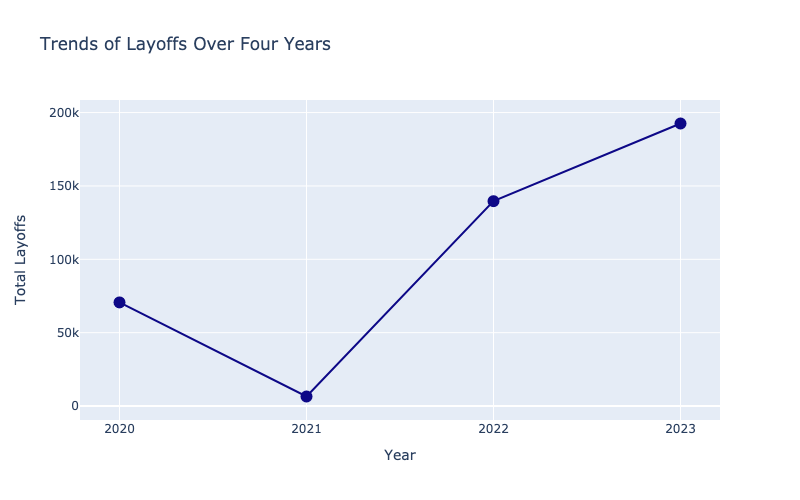 Trends of Layoffs Over Four Years
Total Layoffs
200k
150k
100k
50k
0
2020 2021 2022 2023
Year